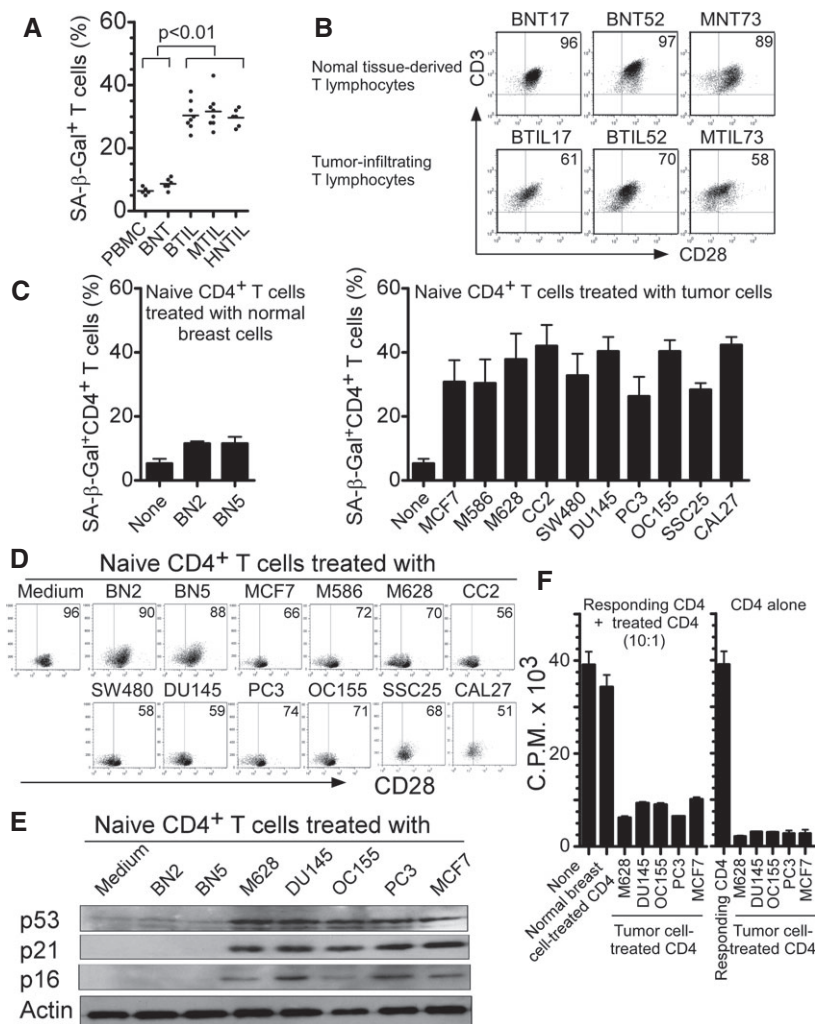 A
SA-β-Gal+ T cells (%)
60
40
20
0
p<0.01
PBMC
BNT
BTIL
MTIL
HNTIL
B
BNT17
BNT52
MNT73
96
97
89
Nomal tissue-derived
T lymphocytes
CD3
BTIL17
BTIL52
MTIL73
61
70
58
Tumor-infiltrating
T lymphocytes
CD28
C
SA-β-Gal+CD4+ T cells (%)
60
40
20
0
Naive CD4+ T cells
treated with normal
breast cells
None
BN2
BN5
SA-β-Gal+CD4+ T cells (%)
60
40
20
0
Naive CD4+ T cells treated with tumor cells
None
MCF7
M586
M628
CC2
SW480
DU145
PC3
OC155
SSC25
CAL27
D
Naive CD4+ T cells treated with
Medium
BN2
BN5
MCF7
M586
M628
CC2
96
90
88
66
72
70
56
SW480
DU145
PC3
OC155
SSC25
CAL27
58
59
74
71
68
51
CD28
E
Naive CD4+ T cells treated with
Medium
BN2
BN5
M628
DU145
OC155
PC3
MCF7
p53
p21
p16
Actin
F
C.P.M. x 10³
40
20
0
Responding CD4
+ treated CD4
(10:1)
CD4 alone
None
Normal breast
cell-treated CD4
M628
DU145
OC155
PC3
MCF7
Tumor cell-
treated CD4
Responding CD4
M628
DU145
OC155
PC3
MCF7
Tumor cell-
treated CD4